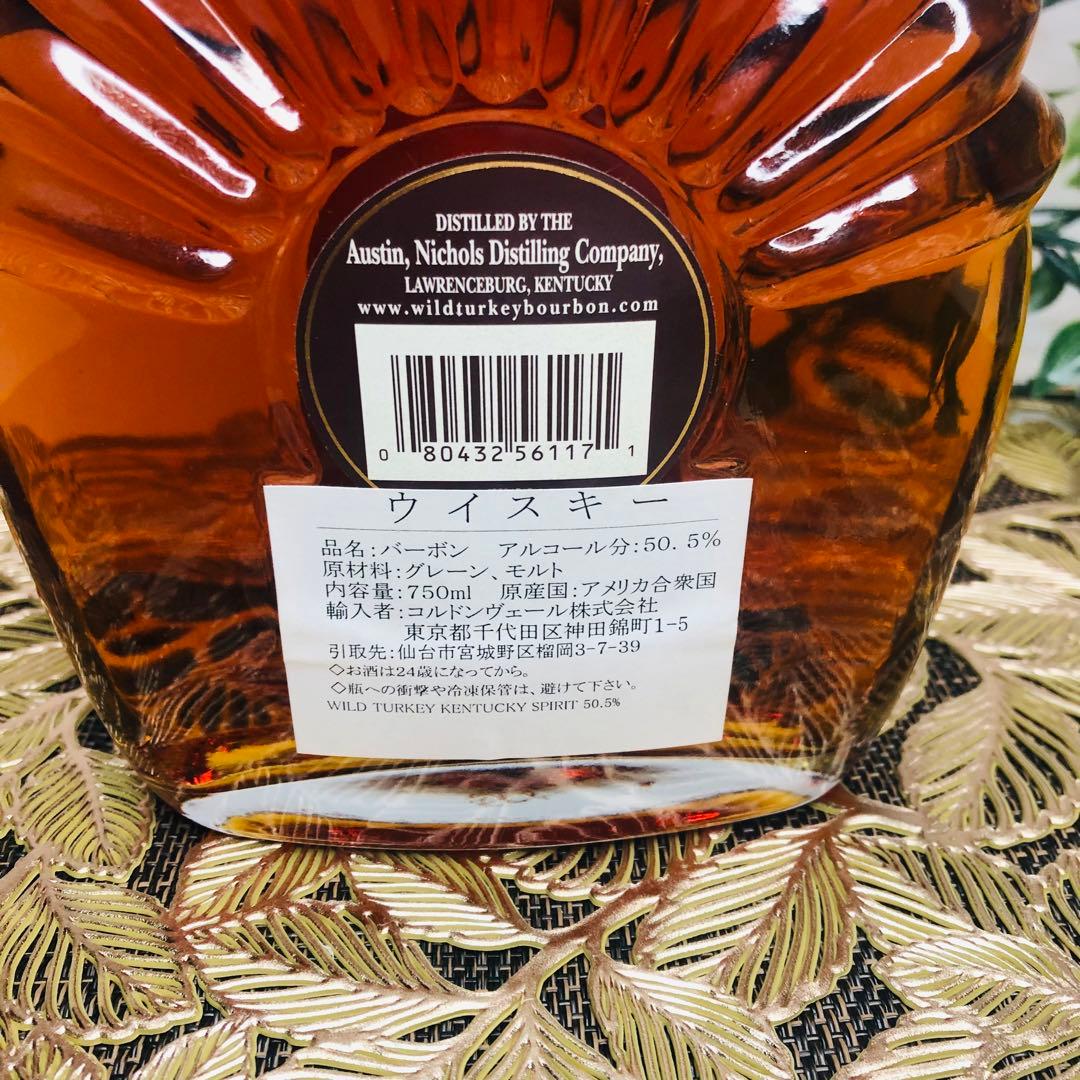 DISTILLED BY THE
Austin, Nichols Distilling Company,
LAWRENCEBURG, KENTUCKY
www.wildturkeybourbon.com
0 80432 56117 1
ウイスキー
品名:バーボン アルコール分:50.5%
原材料:グレーン、モルト
内容量:750ml 原産国:アメリカ合衆国
輸入者:コルドンヴェール株式会社
東京都千代田区神田錦町1-5
引取先:仙台市宮城野区榴岡3-7-39
◇お酒は24歳になってから。
◇瓶への衝撃や冷凍保管は、避けて下さい。
WILD TURKEY KENTUCKY SPIRIT 50.5%